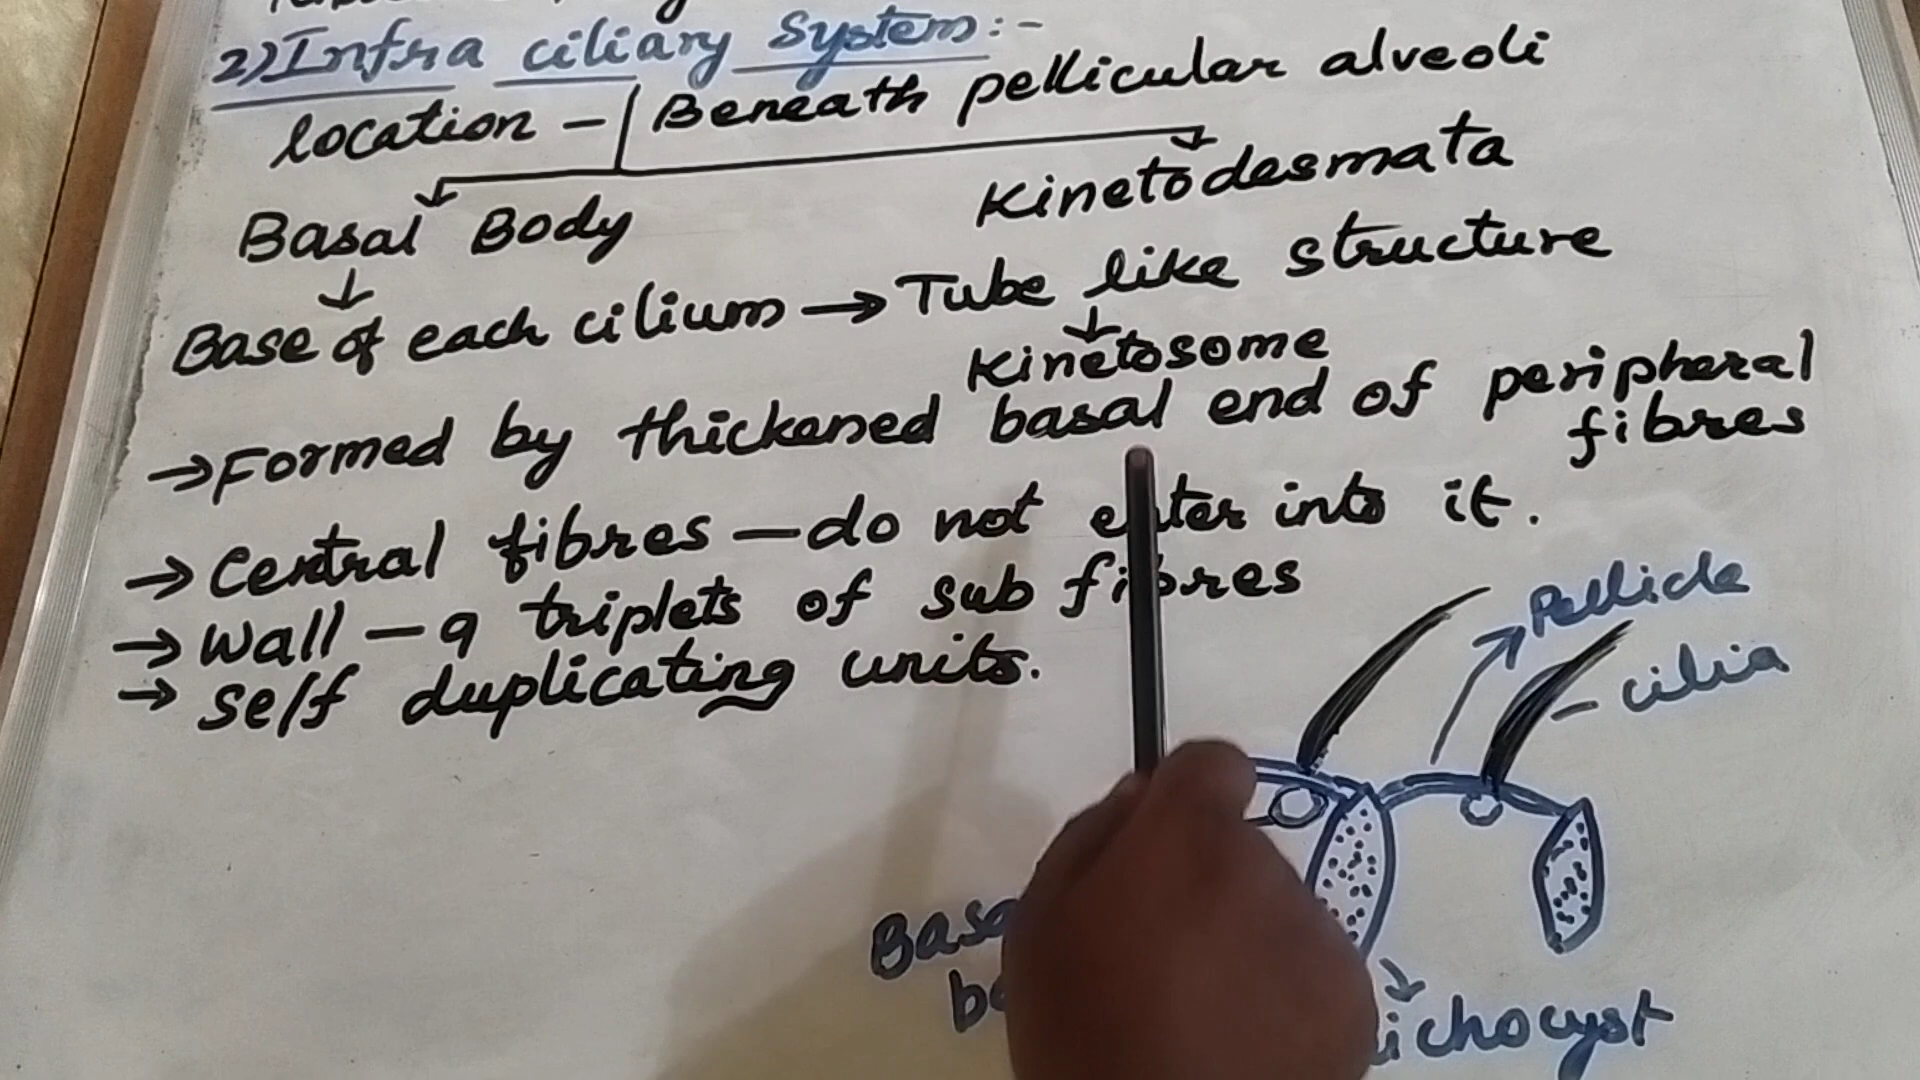 2) Infra ciliary System:-
location - Beneath pellicular alveoli
Basal Body
Kinetodesmata
Base of each cilium → Tube like structure
Kinetosome
→ Formed by thickened basal end of peripheral
fibres
→ Central fibres - do not enter into it.
→ Wall - 9 triplets of sub fibres
→ self duplicating units.
Pellicle
- cilia